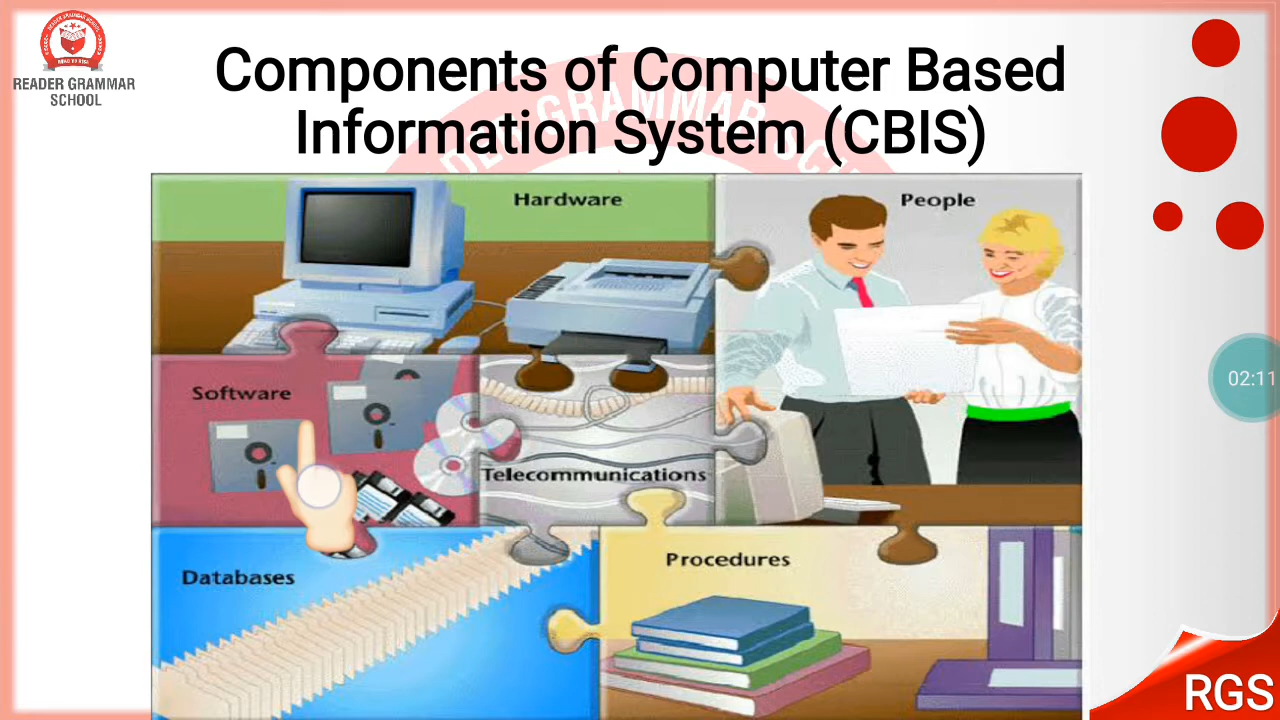 READER GRAMMAR
SCHOOL
Components of Computer Based
Information System (CBIS)
Hardware
People
02:11
Software
Telecommunications
Procedures
Databases
RGS